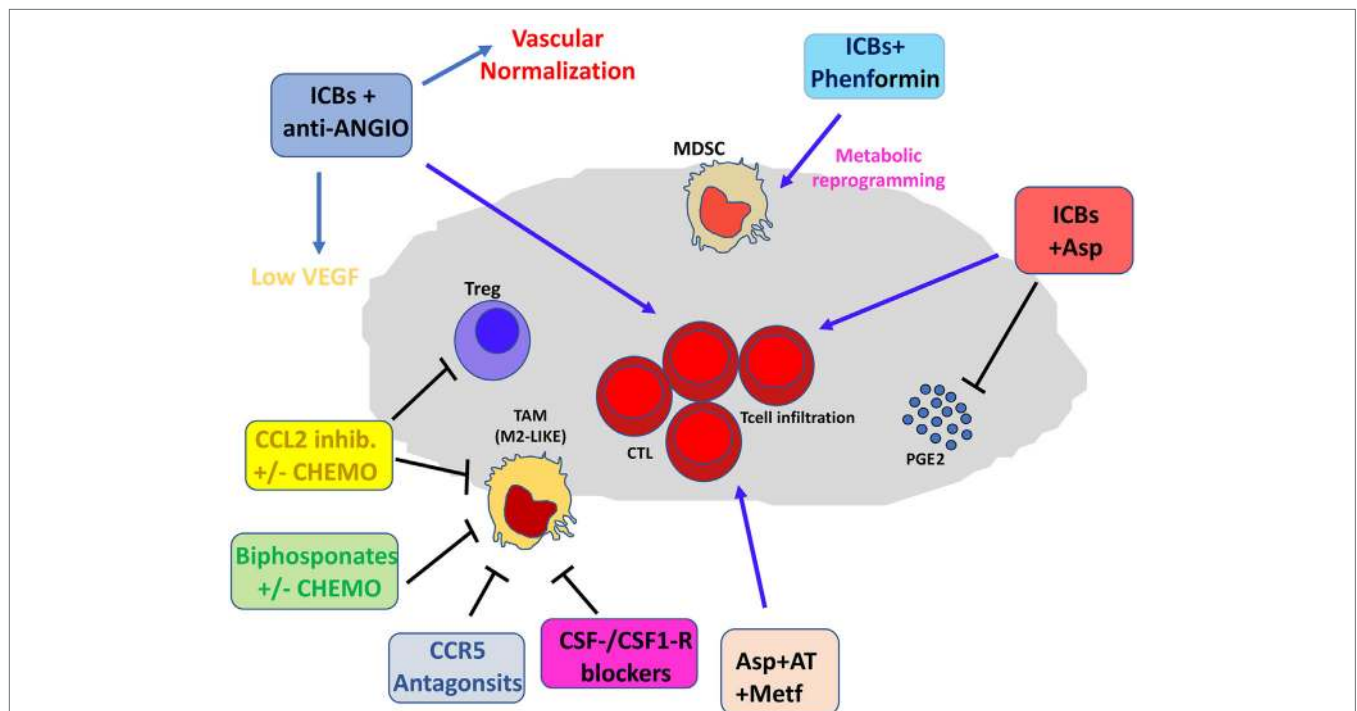 Vascular
Normalization
ICBs +
anti-ANGIO
ICBs+
Phenformin
MDSC
Metabolic
reprogramming
ICBs
+Asp
Low VEGF
Treg
TAM
(M2-LIKE)
Tcell infiltration
CTL
PGE2
CCL2 inhib.
+/- CHEMO
Biphosponates
+/- CHEMO
CCR5
Antagonsits
CSF-/CSF1-R
blockers
Asp+AT
+Metf